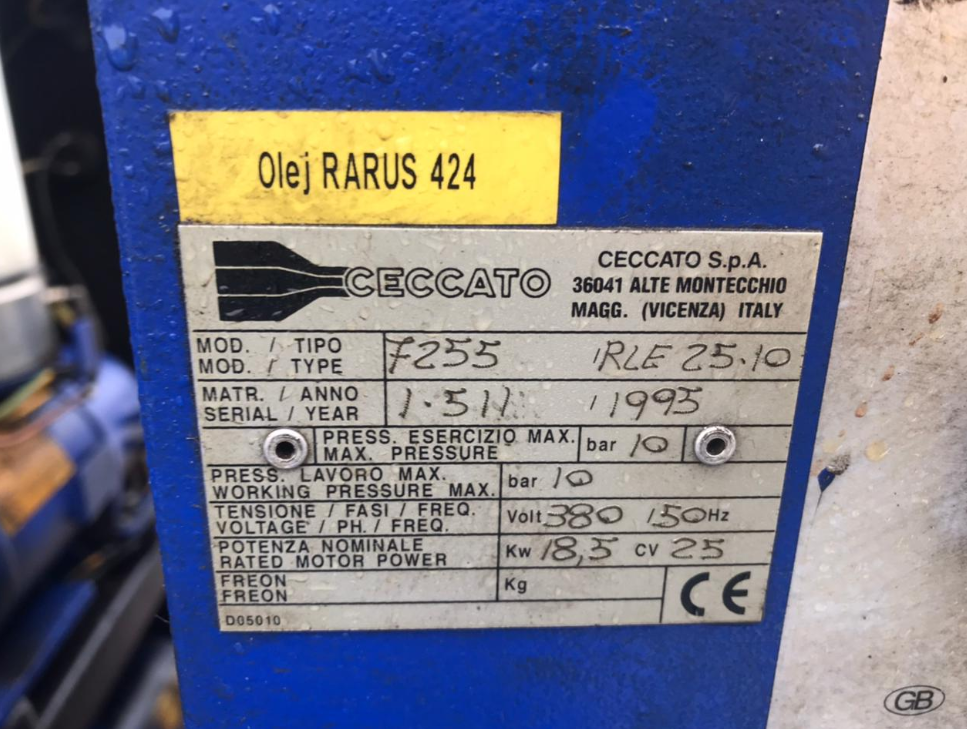 Olej RARUS 424
CECCATO
CECCATO S.p.A.
36041 ALTE MONTECCHIO
MAGG. (VICENZA) ITALY
MOD. / TIPO
MOD. / TYPE
7255 RLE 25.10
MATR. / ANNO
SERIAL / YEAR
1995
PRESS. ESERCIZIO MAX.
MAX. PRESSURE
bar 10
PRESS. LAVORO MAX.
WORKING PRESSURE MAX.
bar 10
TENSIONE / FASI / FREQ.
VOLTAGE / PH. / FREQ.
Volt 380 / 50 Hz
POTENZA NOMINALE
RATED MOTOR POWER
Kw 18,5 CV 25
FREON
FREON
Kg
CE
D05010
GB